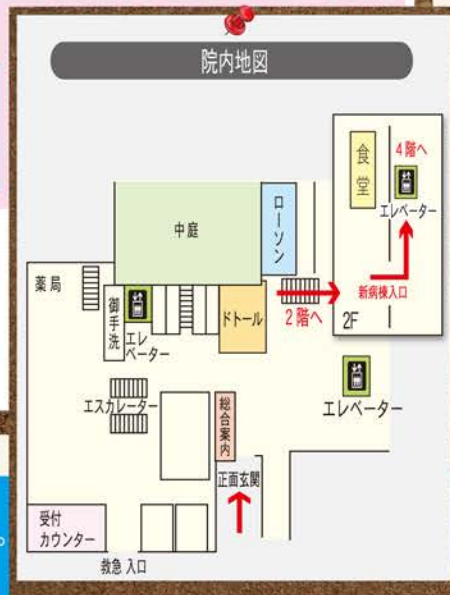 院内地図
食堂
4階へ
エレベーター
新病棟入口
2F
2階へ
ローソン
中庭
ドトール
薬局
御手洗
エレ
ベーター
エレベーター
エスカレーター
総合案内
正面玄関
受付
カウンター
救急 入口